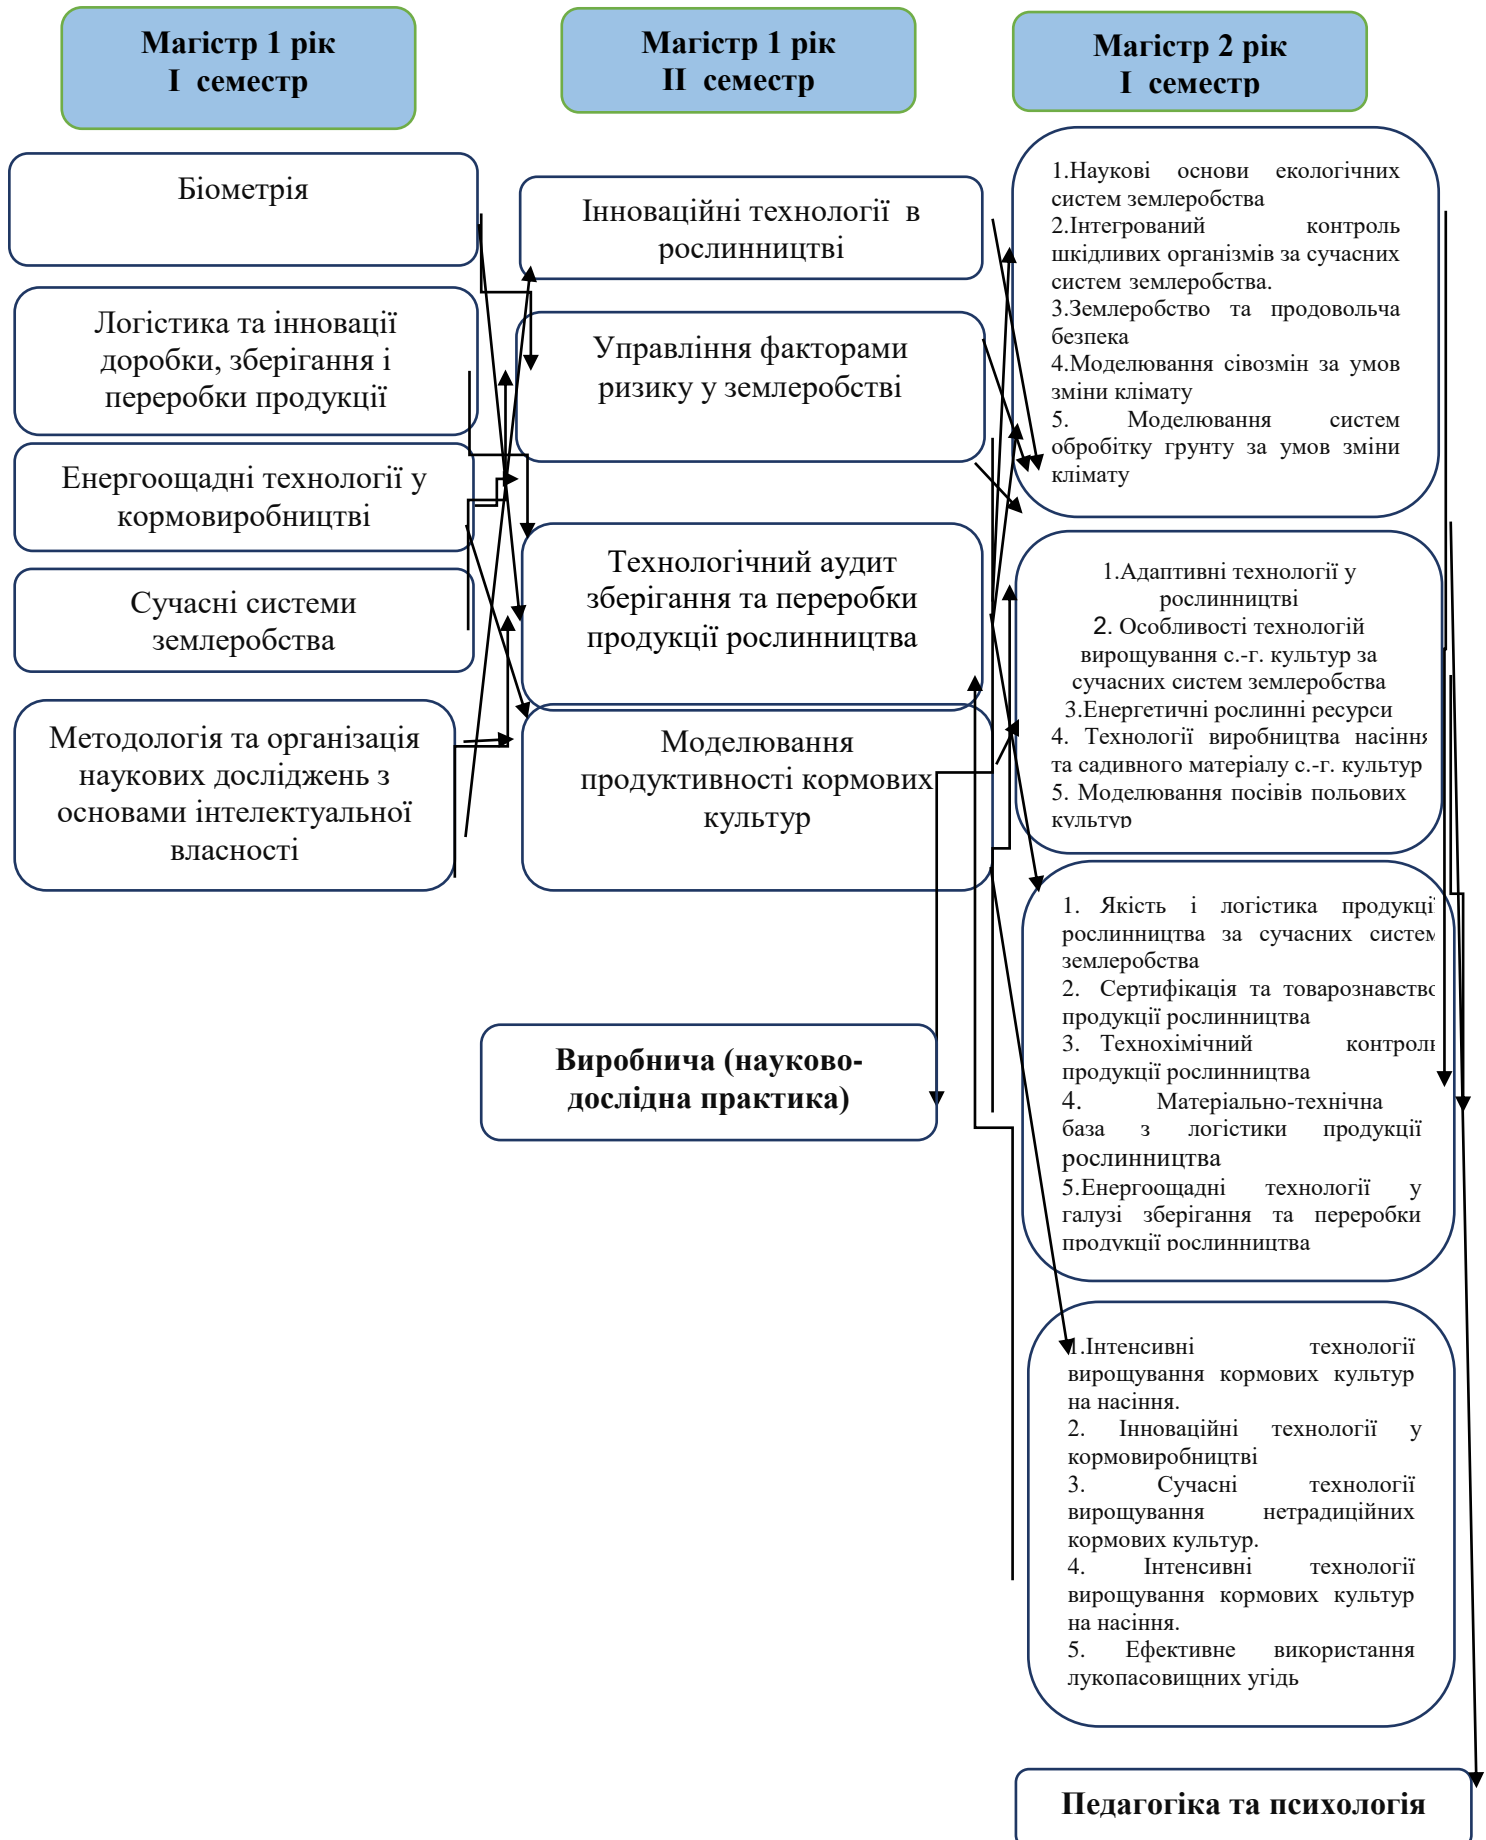 Магістр 1 рік
І семестр
Магістр 1 рік
ІІ семестр
Магістр 2 рік
І семестр
Біометрія
Логістика та інновації
доробки, зберігання і
переробки продукції
Енергоощадні технології у
кормовиробництві
Сучасні системи
землеробства
Методологія та організація
наукових досліджень з
основами інтелектуальної
власності
Інноваційні технології в
рослинництві
Управління факторами
ризику у землеробстві
Технологічний аудит
зберігання та переробки
продукції рослинництва
Моделювання
продуктивності кормових
культур
Виробнича (науково-
дослідна практика)
1.Наукові основи екологічних
систем землеробства
2.Інтегрований контроль
шкідливих організмів за сучасних
систем землеробства.
3.Землеробство та продовольча
безпека
4.Моделювання сівозмін за умов
зміни клімату
5. Моделювання систем
обробітку грунту за умов зміни
клімату
1.Адаптивні технології у
рослинництві
2. Особливості технологій
вирощування с.-г. культур за
сучасних систем землеробства
3.Енергетичні рослинні ресурси
4. Технології виробництва насіння
та садивного матеріалу с.-г. культур
5. Моделювання посівів польових
культур
1. Якість і логістика продукції
рослинництва за сучасних систем
землеробства
2. Сертифікація та товарознавство
продукції рослинництва
3. Технохімічний контроль
продукції рослинництва
4. Матеріально-технічна
база з логістики продукції
рослинництва
5.Енергоощадні технології у
галузі зберігання та переробки
продукції рослинництва
1.Інтенсивні технології
вирощування кормових культур
на насіння.
2. Інноваційні технології у
кормовиробництві
3. Сучасні технології
вирощування нетрадиційних
кормових культур.
4. Інтенсивні технології
вирощування кормових культур
на насіння.
5. Ефективне використання
лукопасовищних угідь
Педагогіка та психологія